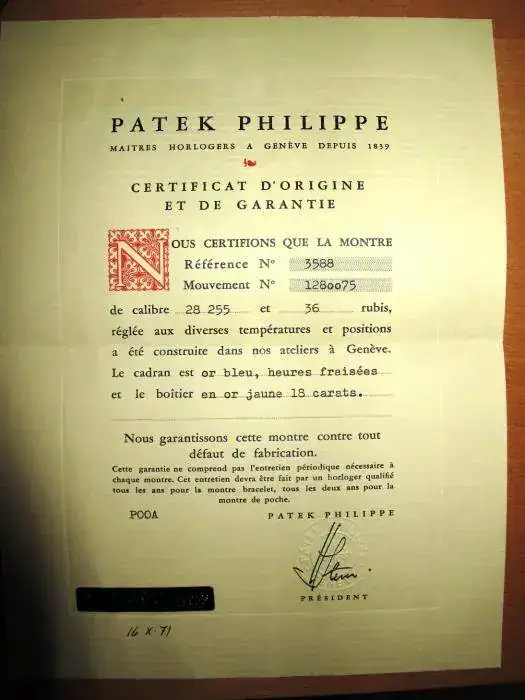 PATEK PHILIPPE
MAITRES HORLOGERS A GENÈVE DEPUIS 1839
CERTIFICAT D'ORIGINE
ET DE GARANTIE
NOUS CERTIFIONS QUE LA MONTRE
Référence Nº 3588
Mouvement Nº 1280075
de calibre 28 255 et 36 rubis,
réglée aux diverses températures et positions
a été construite dans nos ateliers à Genève.
Le cadran est or bleu, heures fraisées
et le boîtier en or jaune 18 carats.
Nous garantissons cette montre contre tout
défaut de fabrication.
Cette garantie ne comprend pas l'entretien périodique nécessaire à
chaque montre. Cet entretien devra être fait par un horloger qualifié
tous les ans pour la montre bracelet, tous les deux ans pour la
montre de poche.
POOA PATEK PHILIPPE
PRÉSIDENT
16 X·71